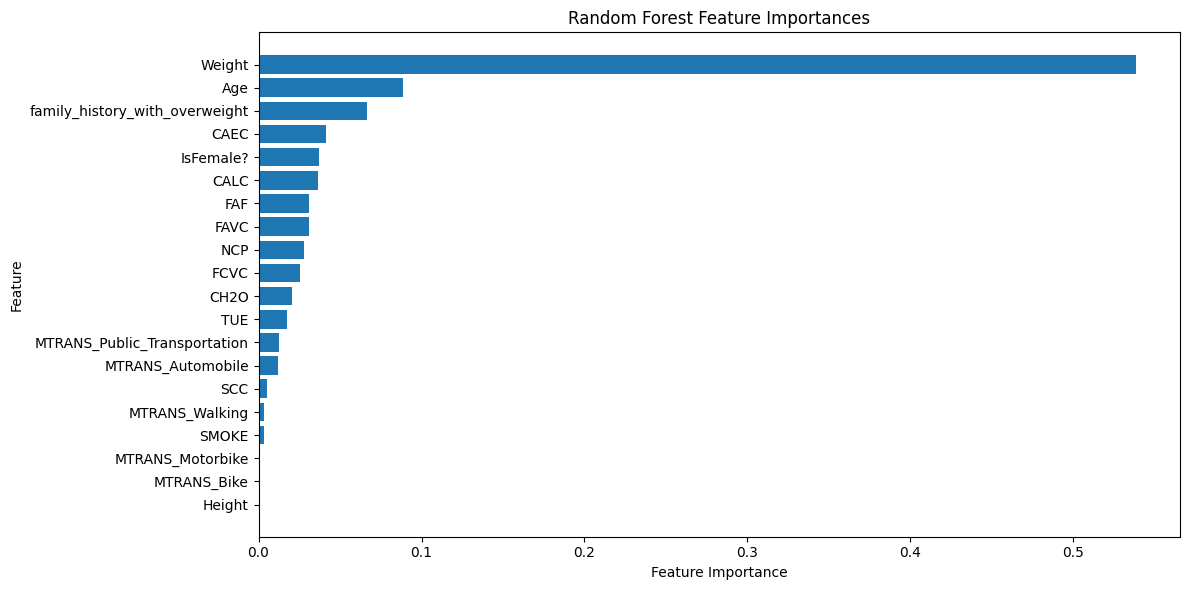 Random Forest Feature Importances
Weight
Age
family_history_with_overweight
CAEC
IsFemale?
CALC
FAF
FAVC
NCP
FCVC
CH2O
TUE
MTRANS_Public_Transportation
MTRANS_Automobile
SCC
MTRANS_Walking
SMOKE
MTRANS_Motorbike
MTRANS_Bike
Height
Feature
0.0 0.1 0.2 0.3 0.4 0.5
Feature Importance